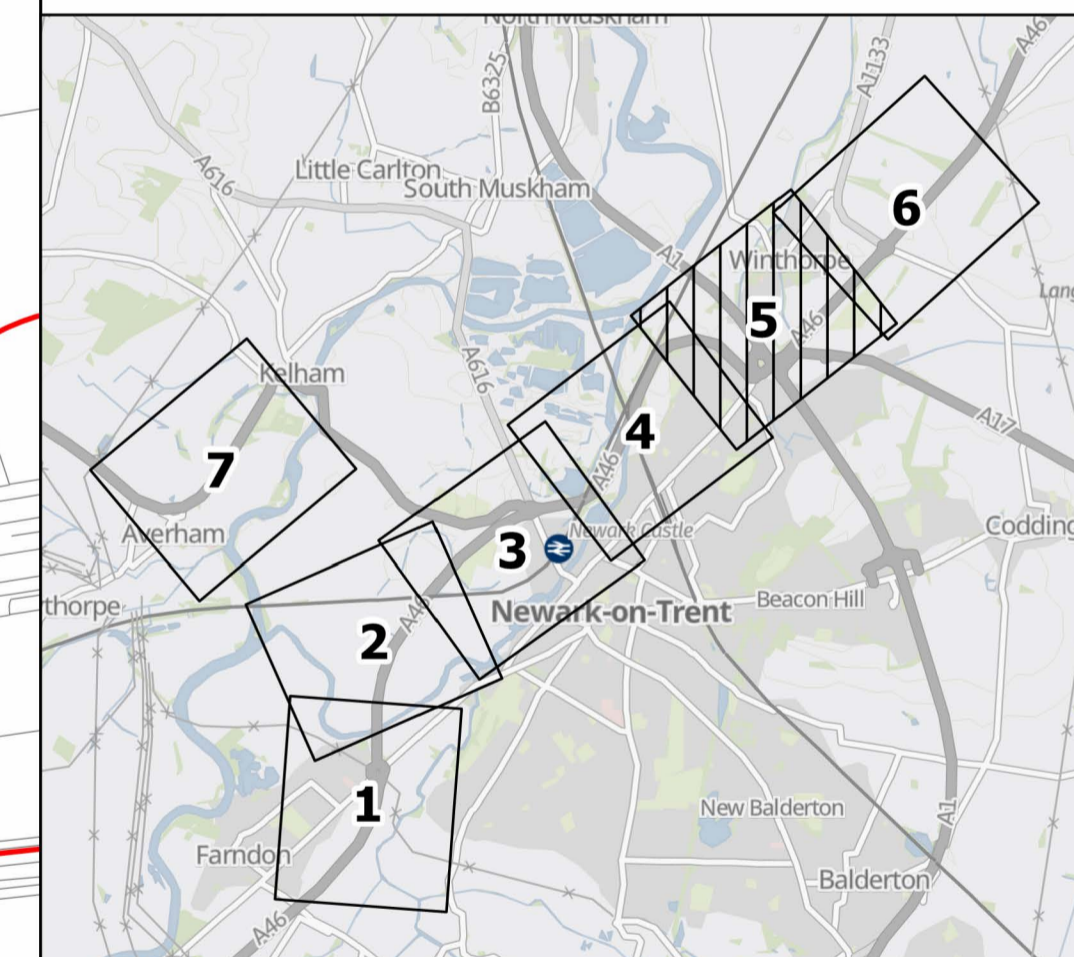 North Muskham
A46
A1133
B6325
Little Carlton
A616
South Muskham
6
A1
Winthorpe
Lang
5
A46
Kelham
A616
4
A17
7
A46
Averham
Newark Castle
Codding
3
thorpe
A46
Newark-on-Trent
Beacon Hill
2
1
New Balderton
A1
Farndon
Balderton
A46